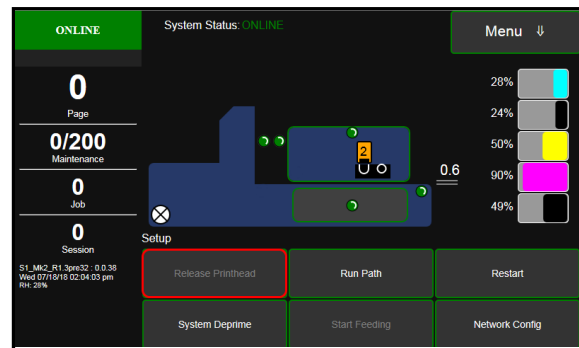 ONLINE
System Status: ONLINE
Menu ⇓
0
Page
0/200
Maintenance
0
Job
0
Session
S1_Mk2_R1.3pre32 : 0.0.38
Wed 07/18/18 02:04:03 pm
RH: 28%
2
0.6
28%
24%
50%
90%
49%
Setup
Release Printhead
Run Path
Restart
System Deprime
Start Feeding
Network Config